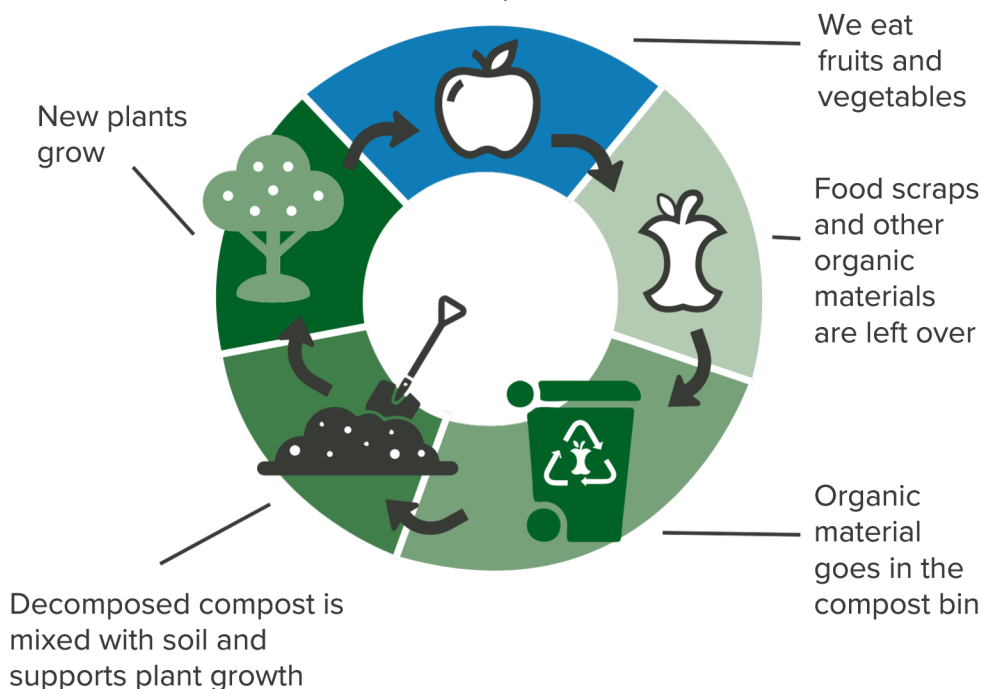 We eat
fruits and
vegetables
Food scraps
and other
organic
materials
are left over
Organic
material
goes in the
compost bin
Decomposed compost is
mixed with soil and
supports plant growth
New plants
grow